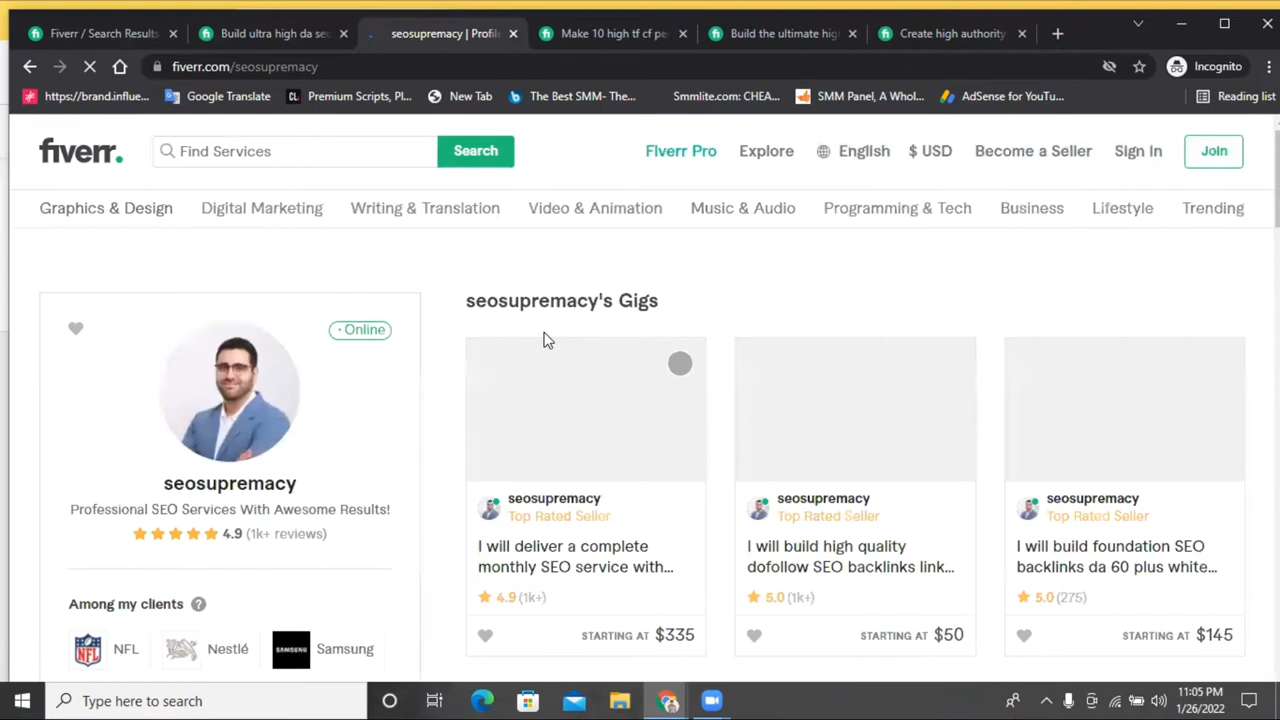 Fiverr / Search Results
Build ultra high da seo
seosupremacy | Profile
Make 10 high tf cf pe
Build the ultimate hig
Create high authority
fiverr.com/seosupremacy
Incognito
https://brand.influe...
Google Translate
CL
Premium Scripts, Pl...
New Tab
The Best SMM- The...
Smmlite.com: CHEA...
SMM Panel, A Whol...
AdSense for YouTu...
Reading list
fiverr.
Find Services
Search
Fiverr Pro
Explore
English
$ USD
Become a Seller
Sign In
Join
Graphics & Design
Digital Marketing
Writing & Translation
Video & Animation
Music & Audio
Programming & Tech
Business
Lifestyle
Trending
Online
seosupremacy
Professional SEO Services With Awesome Results!
4.9 (1k+ reviews)
Among my clients ?
NFL
Nestlé
SAMSUNG
Samsung
seosupremacy's Gigs
seosupremacy
Top Rated Seller
I will deliver a complete
monthly SEO service with...
4.9 (1k+)
STARTING AT $335
seosupremacy
Top Rated Seller
I will build high quality
dofollow SEO backlinks link...
5.0 (1k+)
STARTING AT $50
seosupremacy
Top Rated Seller
I will build foundation SEO
backlinks da 60 plus white...
5.0 (275)
STARTING AT $145
Type here to search
11:05 PM
1/26/2022